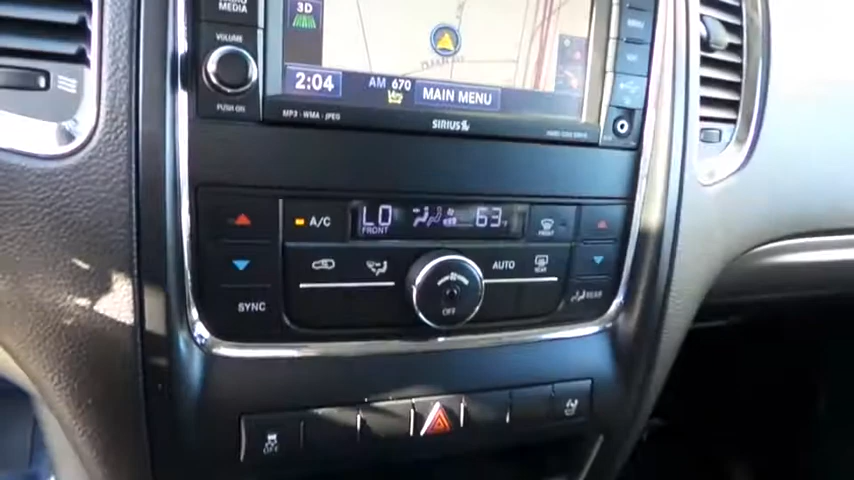 MEDIA
VOLUME
PUSH ON
3D
2:04
AM 670
MAIN MENU
MP3·WMA·JPEG
SIRIUS
A/C
LO
FRONT
63
FRONT
REAR
AUTO
SYNC
OFF
REAR
OFF